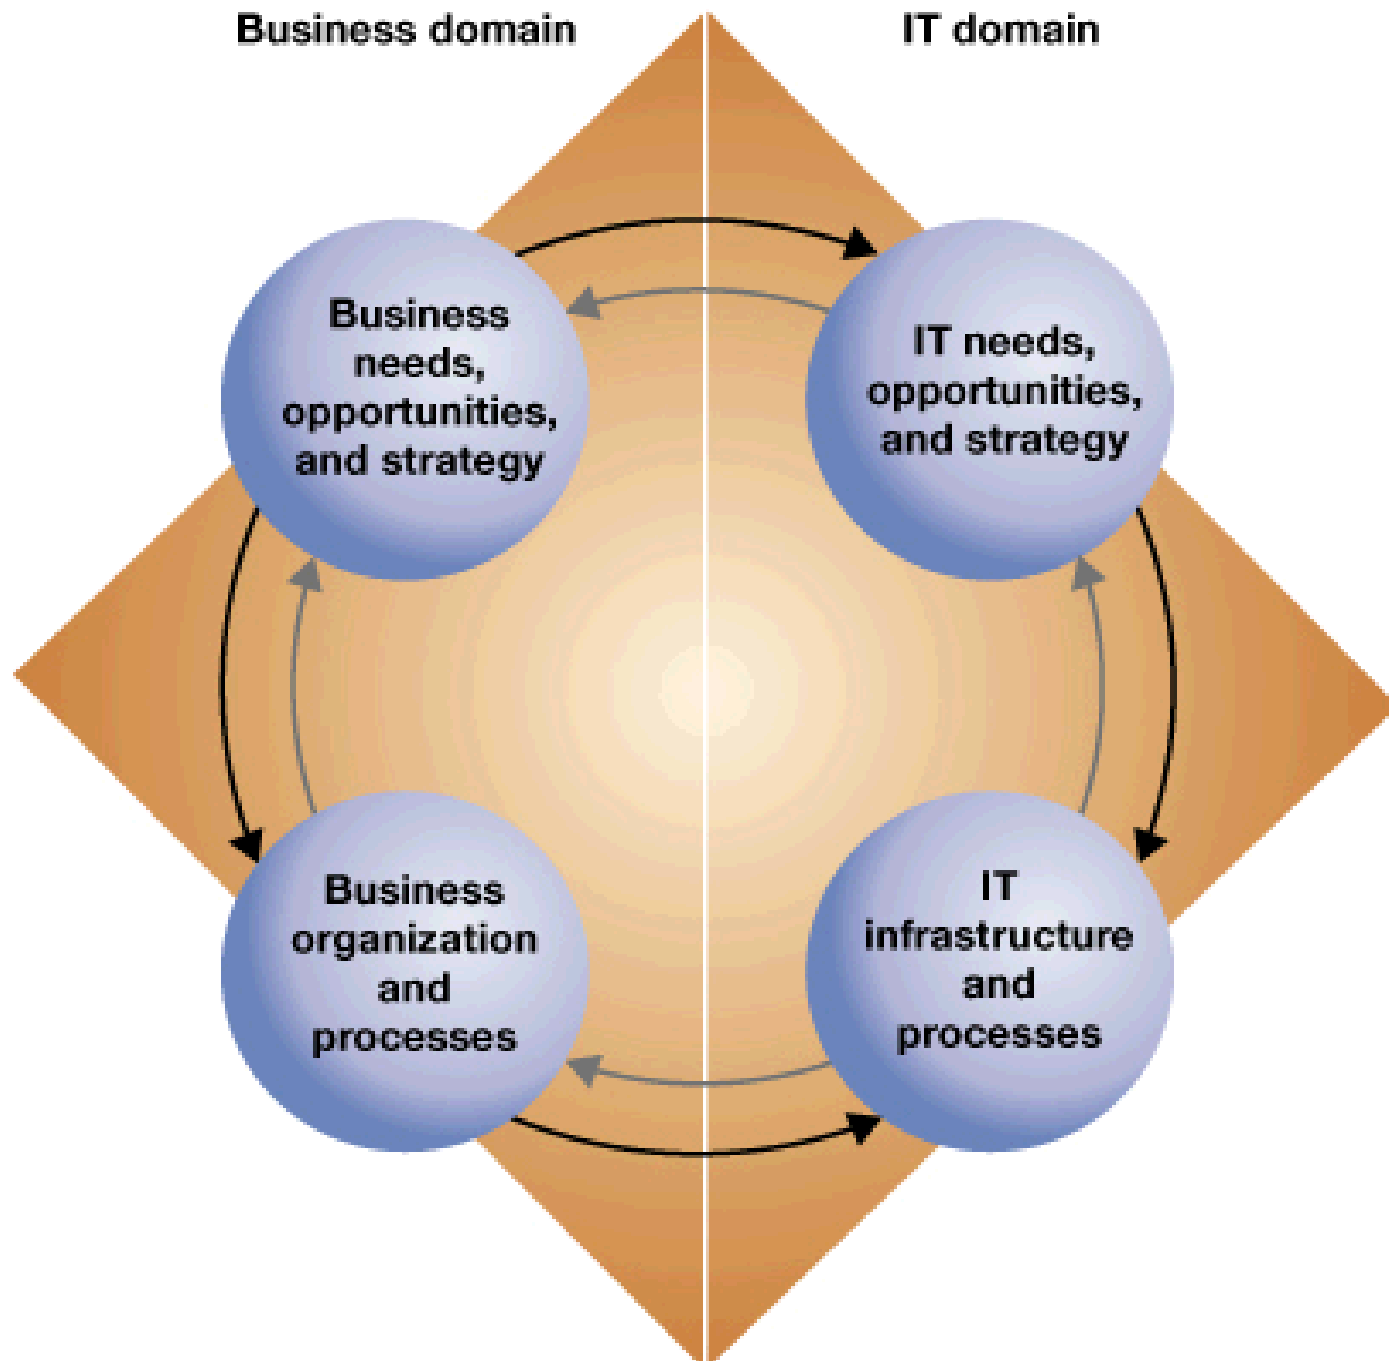 Business domain
IT domain
Business
needs,
opportunities,
and strategy
IT needs,
opportunities,
and strategy
Business
organization
and
processes
IT
infrastructure
and
processes